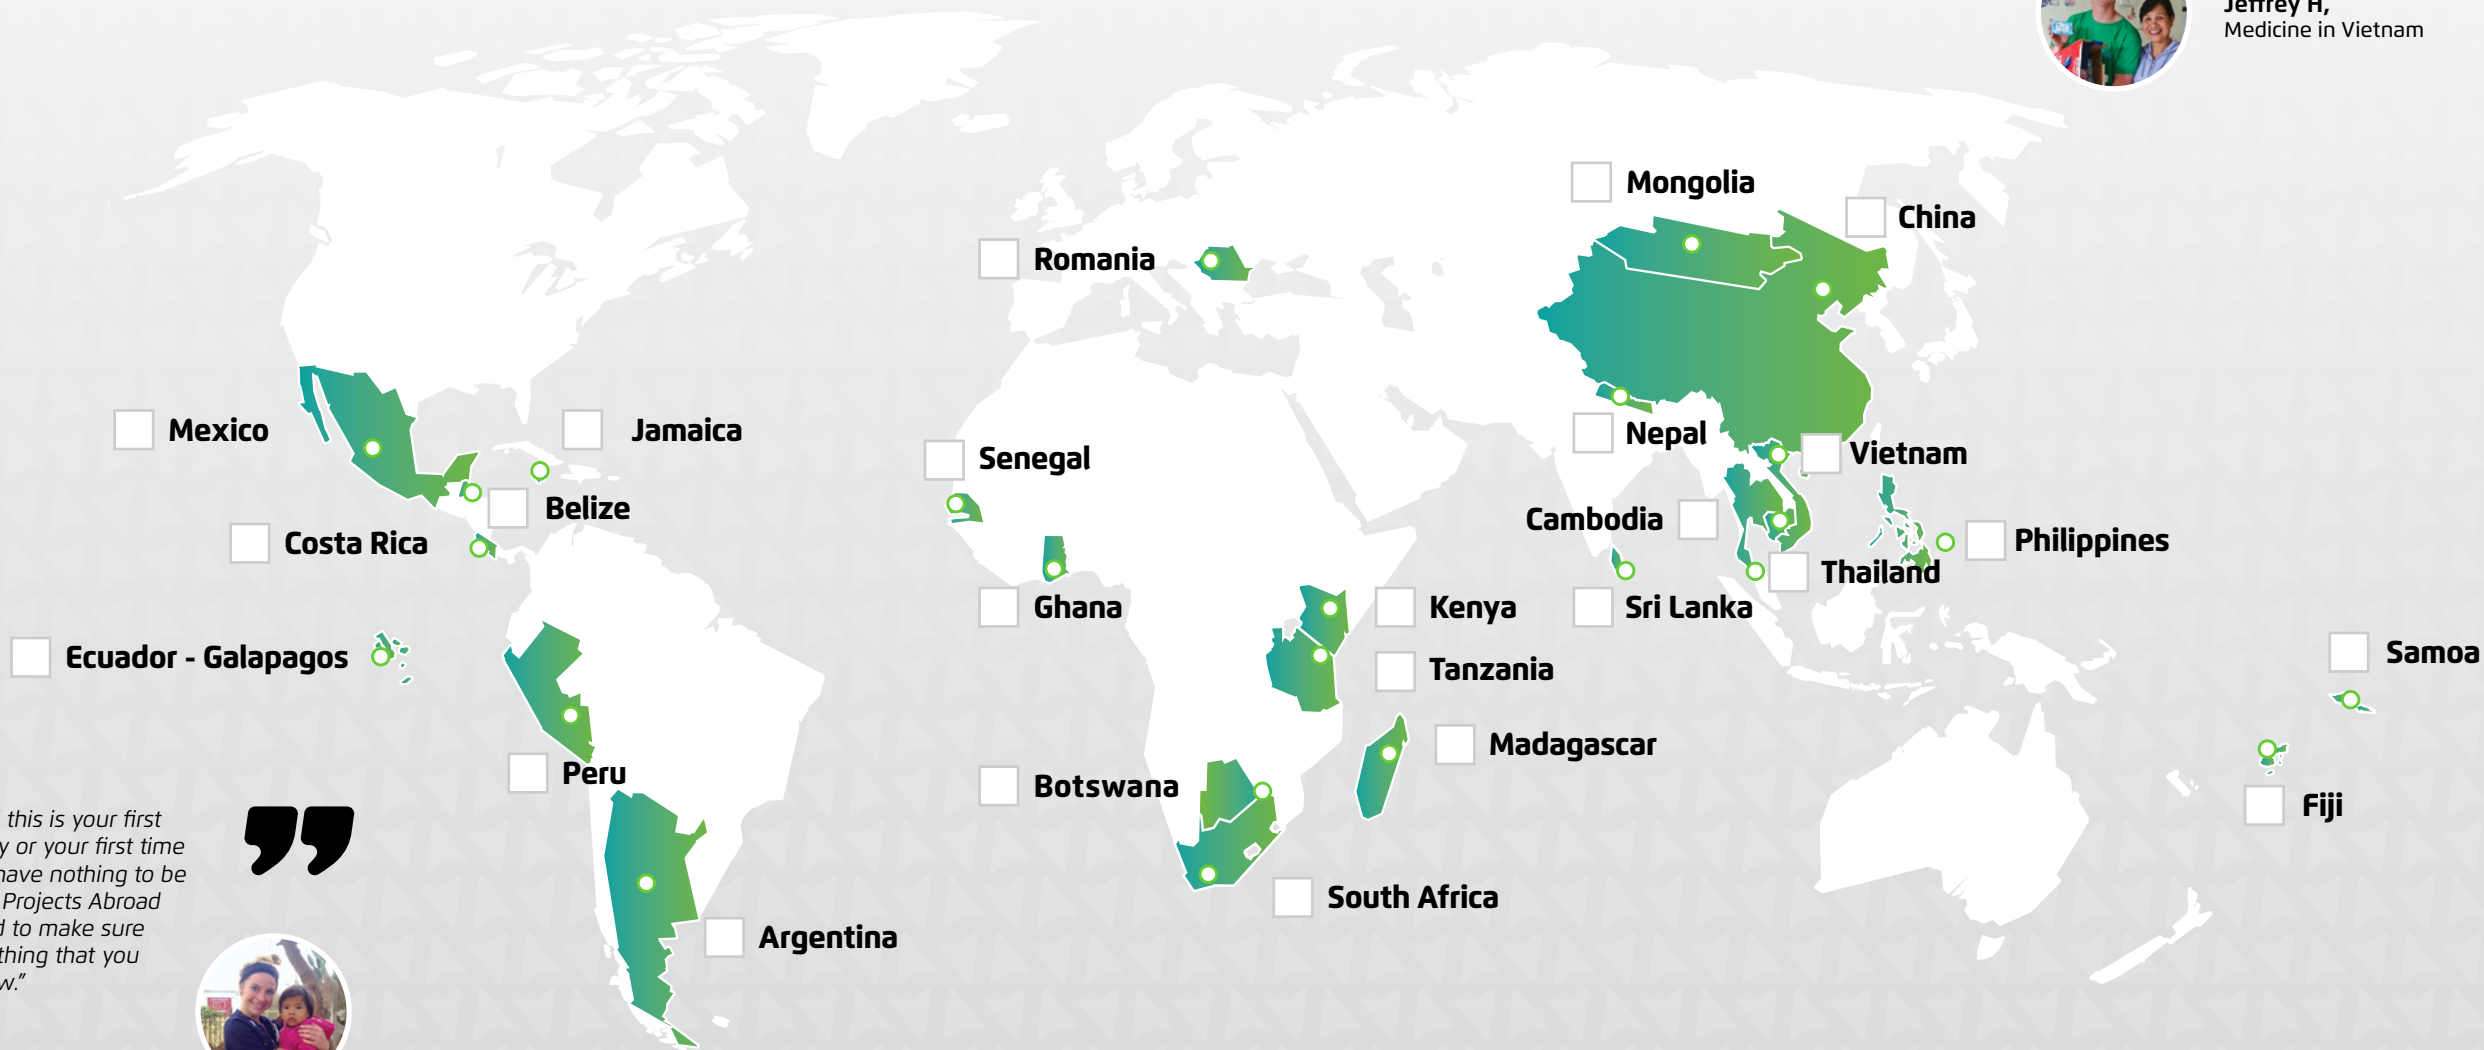 Jeffrey H,
Medicine in Vietnam
Mongolia
China
Romania
Mexico
Jamaica
Senegal
Nepal
Vietnam
Belize
Cambodia
Costa Rica
Philippines
Thailand
Ghana
Kenya
Sri Lanka
Ecuador - Galapagos
Samoa
Tanzania
Madagascar
Peru
Botswana
Fiji
this is your first
or your first time
have nothing to be
Projects Abroad
to make sure
thing that you
South Africa
Argentina